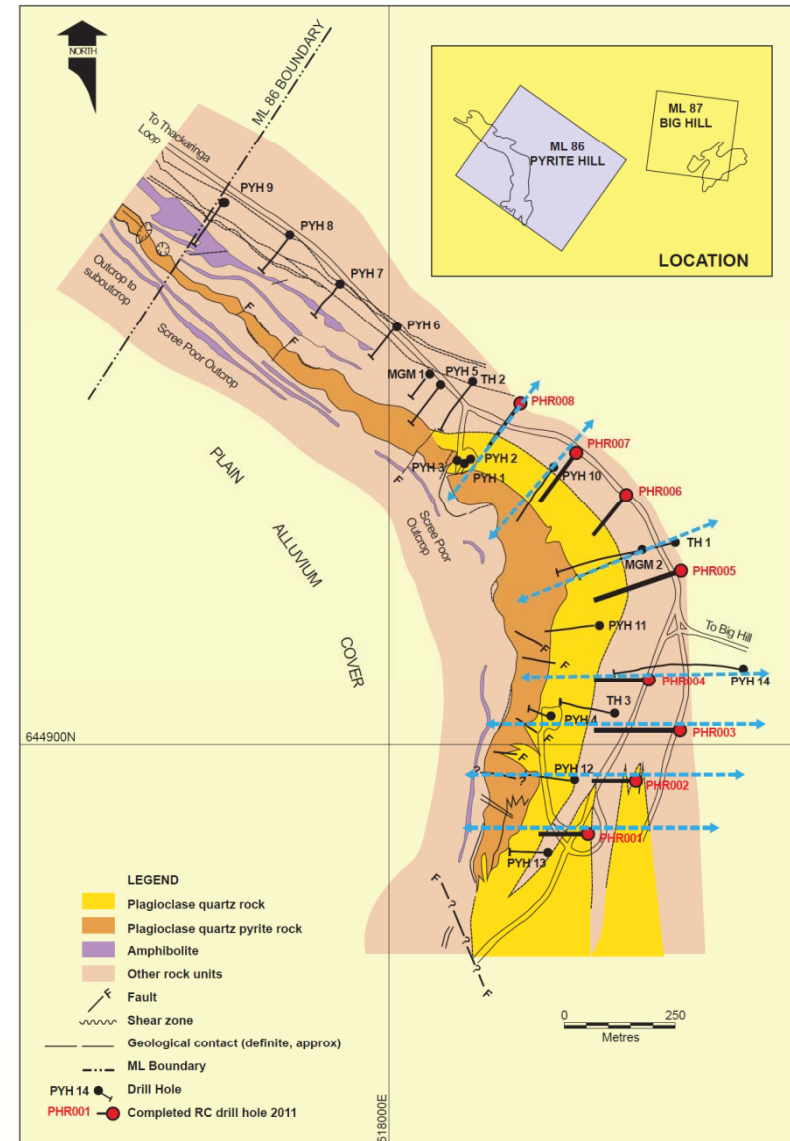 NORTH
ML 86 BOUNDARY
To Thackaringa
Loop
ML 86
PYRITE HILL
ML 87
BIG HILL
LOCATION
PYH 9
PYH 8
PYH 7
PYH 6
Outcrop to
suboutcrop
Scree Poor Outcrop
F
F
MGM 1
PYH 5
TH 2
PHR008
PHR007
PYH 3
PYH 2
PYH 1
PYH 10
F
PHR006
PLAIN
ALLUVIUM
COVER
Scree Poor
Outcrop
TH 1
MGM 2
PHR005
PYH 11
To Big Hill
F
F
PYH 14
PHR004
TH 3
PYH 4
F
PHR003
644900N
F
?
?
PYH 12
PHR002
PHR001
PYH 13
F
?
?
?
F
LEGEND
Plagioclase quartz rock
Plagioclase quartz pyrite rock
Amphibolite
Other rock units
F
Fault
Shear zone
Geological contact (definite, approx)
ML Boundary
PYH 14
Drill Hole
PHR001
Completed RC drill hole 2011
0
250
Metres
518000E